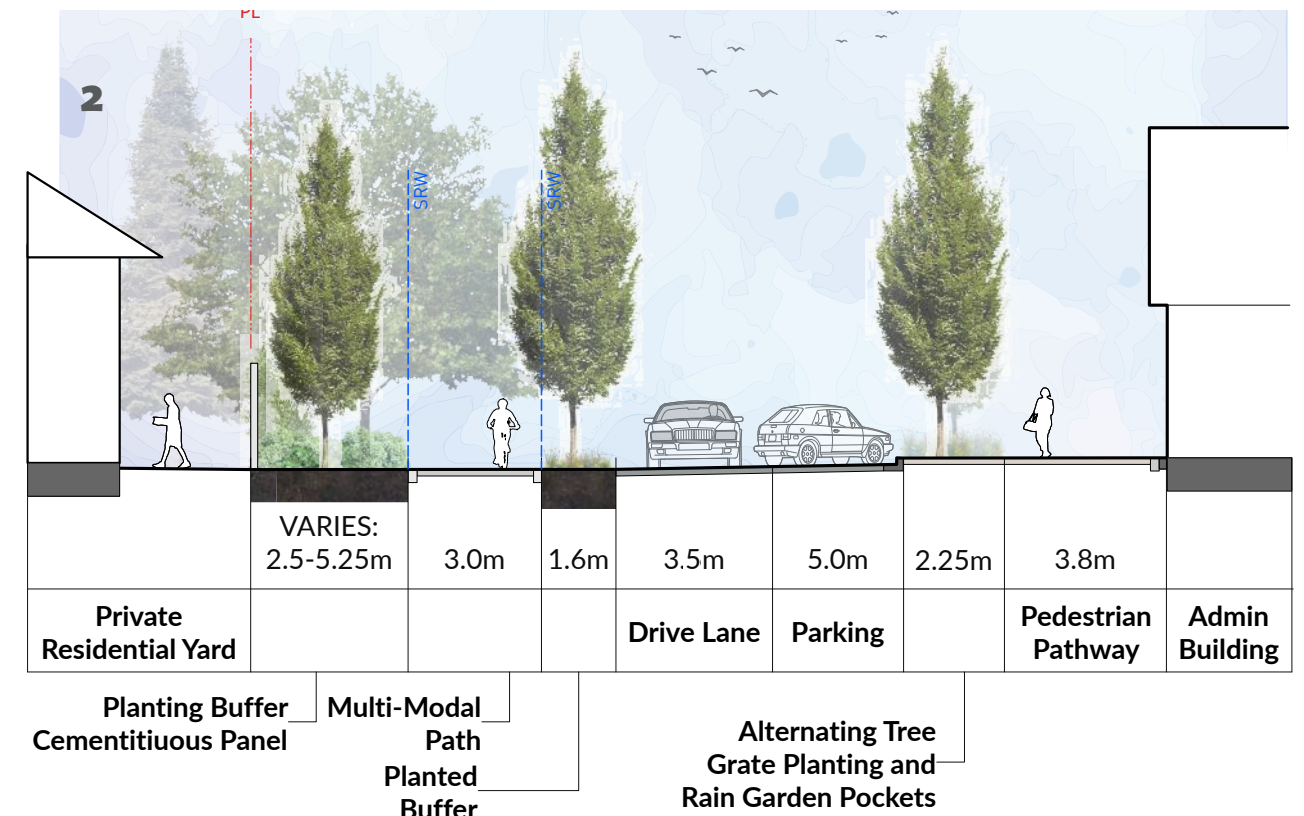 PL
2
SRW
SRW
VARIES:
2.5-5.25m
3.0m
1.6m
3.5m
5.0m
2.25m
3.8m
Private
Residential Yard
Drive Lane
Parking
Pedestrian
Pathway
Admin
Building
Planting Buffer
Cementitiuous Panel
Multi-Modal
Path
Planted
Buffer
Alternating Tree
Grate Planting and
Rain Garden Pockets